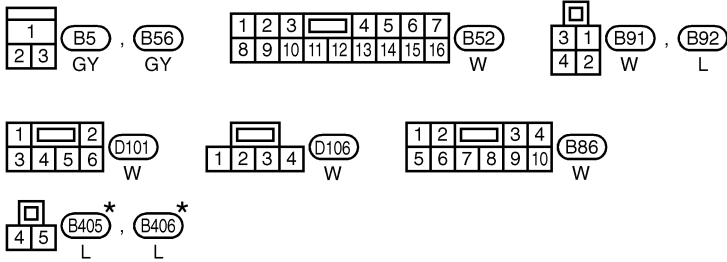 1 2 3 4 5 6 7 3 1
1 B5 , B56 8 9 10 11 12 13 14 15 16 B52 4 2 B91 , B92
2 3 GY GY W W L
1 2 1 2 3 4
3 4 5 6 D101 1 2 3 4 D106 5 6 7 8 9 10 B86
W W W
4 5 B405* , B406*
L L